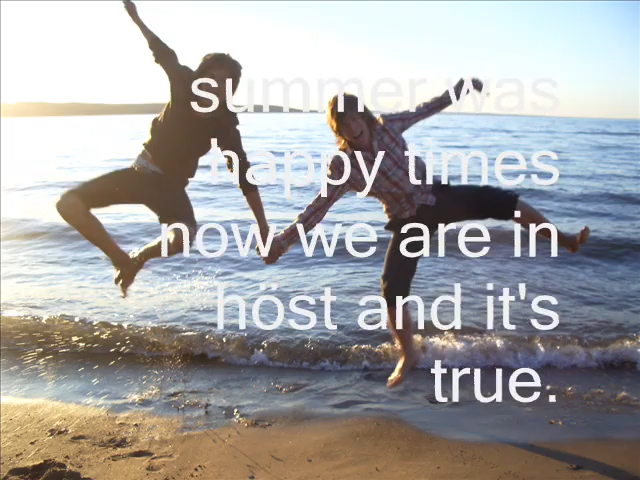 summer was
happy times
now we are in
höst and it's
true.